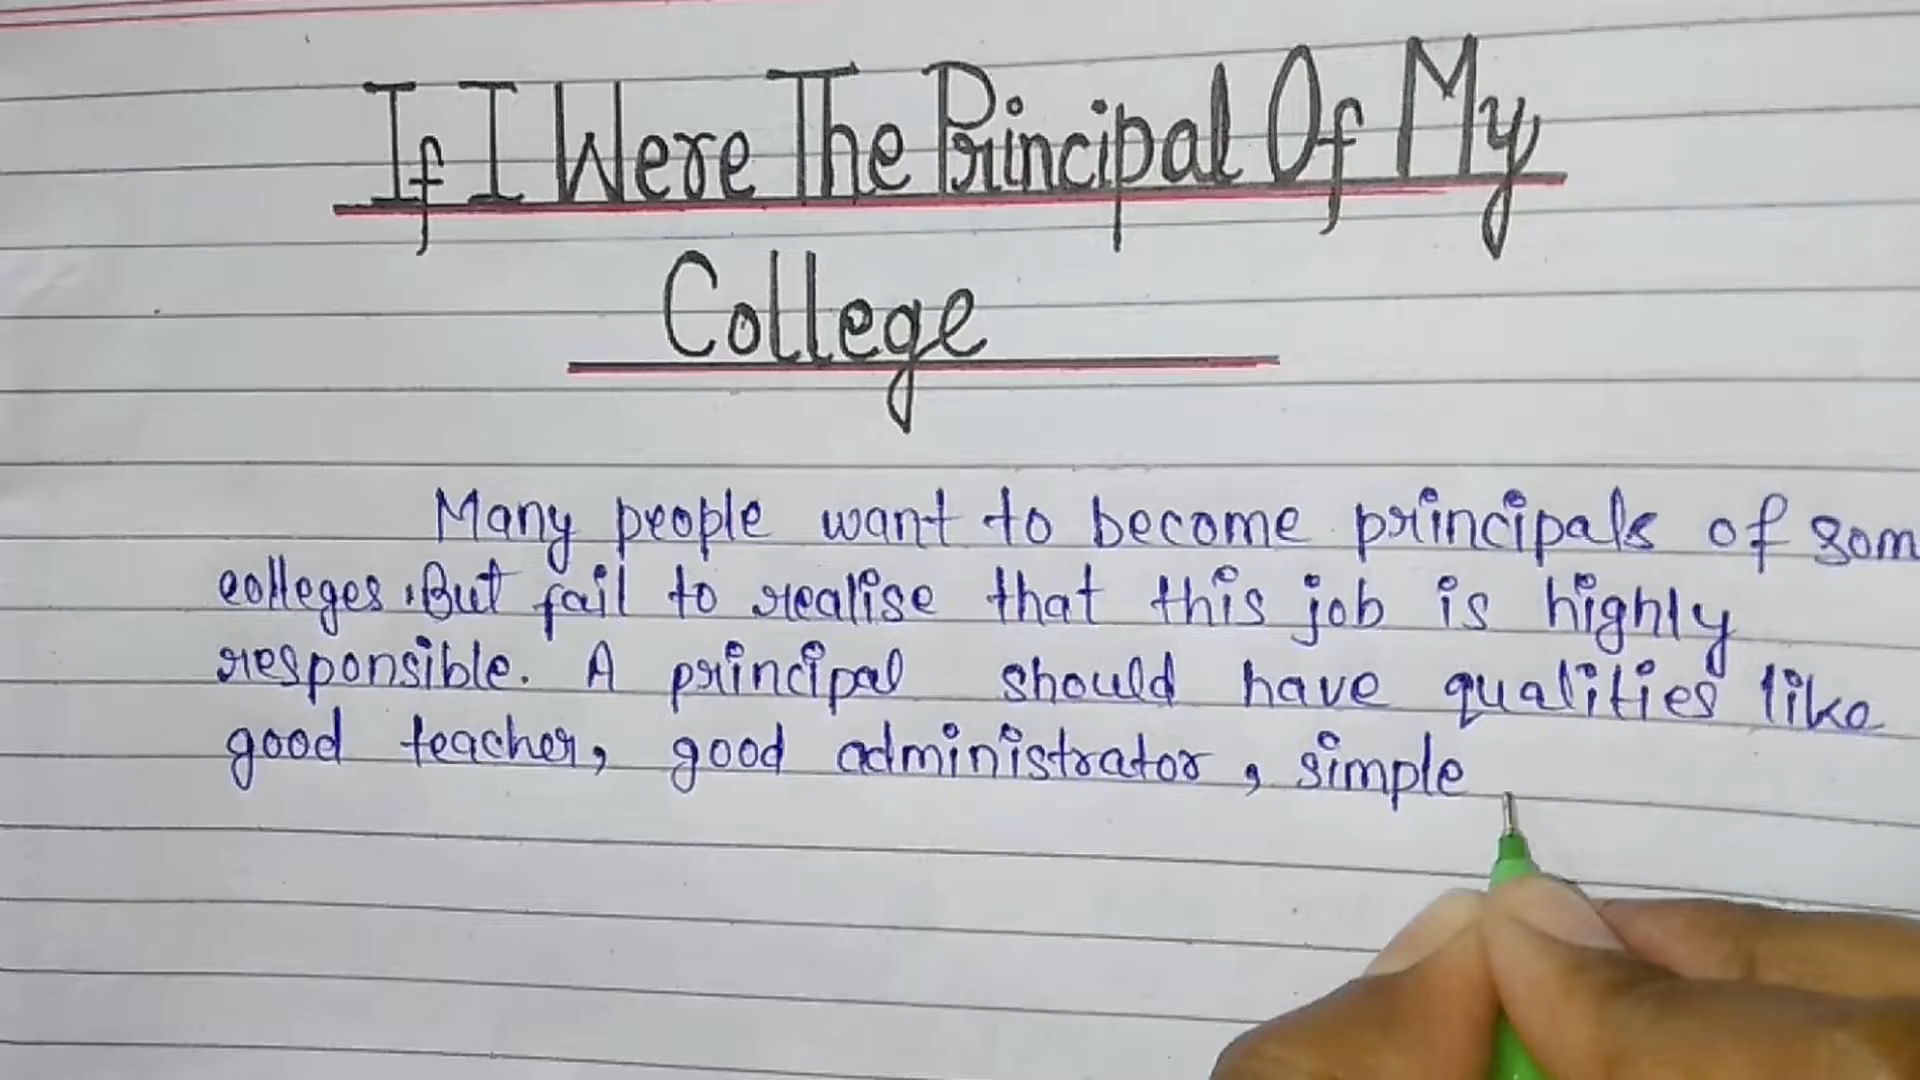 If I Were The Principal Of My
College
Many people want to become principals of som
colleges. But fail to realise that this job is highly
responsible. A principal should have qualities like
good teacher, good administrator, simple